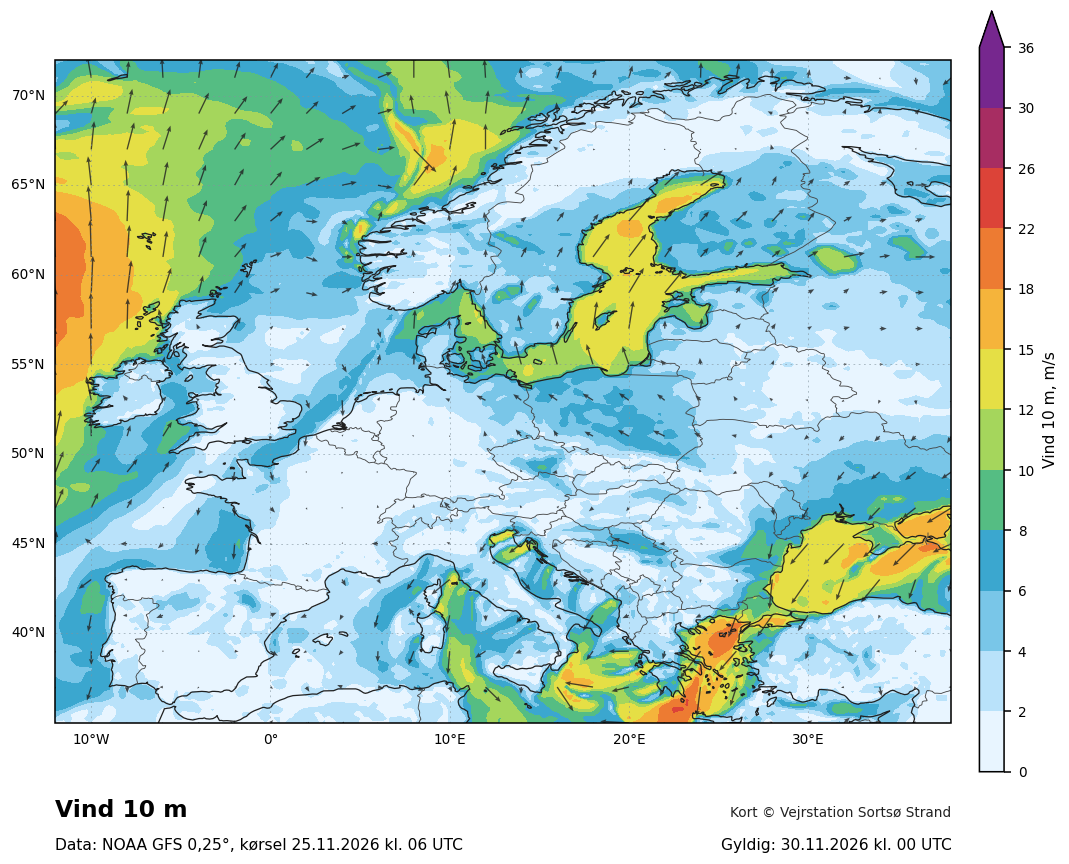 36
30
26
22
18
15
12
10
8
6
4
2
0
Vind 10 m, m/s
70°N
65°N
60°N
55°N
50°N
45°N
40°N
10°W 0° 10°E 20°E 30°E
Vind 10 m
Kort © Vejrstation Sortsø Strand
Data: NOAA GFS 0,25°, kørsel 25.11.2026 kl. 06 UTC
Gyldig: 30.11.2026 kl. 00 UTC